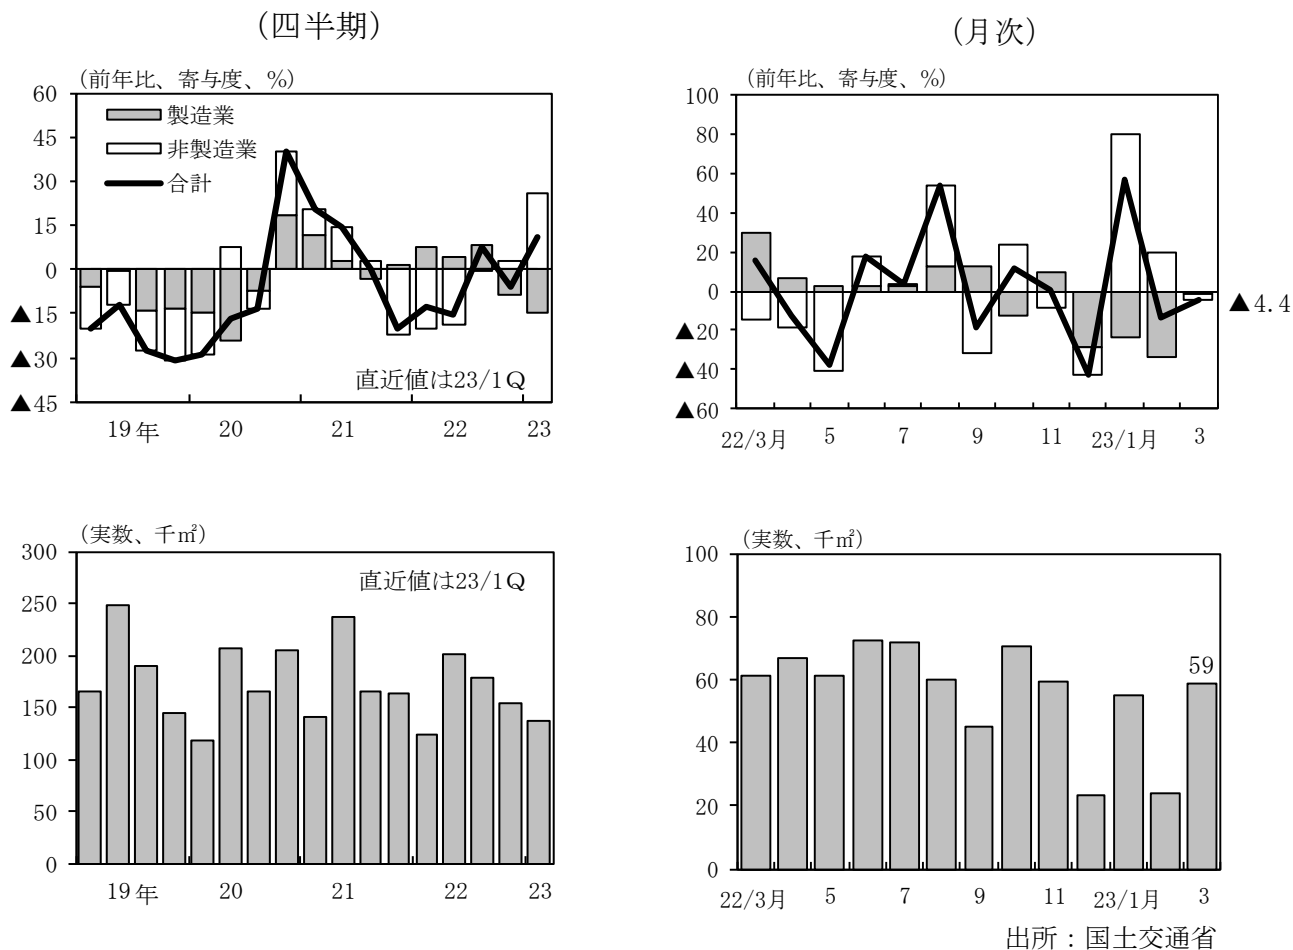 (四半期)
(前年比、寄与度、%)
60
45
30
15
0
▲15
▲30
▲45
製造業
非製造業
合計
直近値は23/1Q
19年 20 21 22 23
(月次)
(前年比、寄与度、%)
100
80
60
40
20
0
▲20
▲40
▲60
▲4.4
22/3月 5 7 9 11 23/1月 3
(実数、千㎡)
300
250
200
150
100
50
0
直近値は23/1Q
19年 20 21 22 23
(実数、千㎡)
100
80
60
40
20
0
59
22/3月 5 7 9 11 23/1月 3
出所：国土交通省